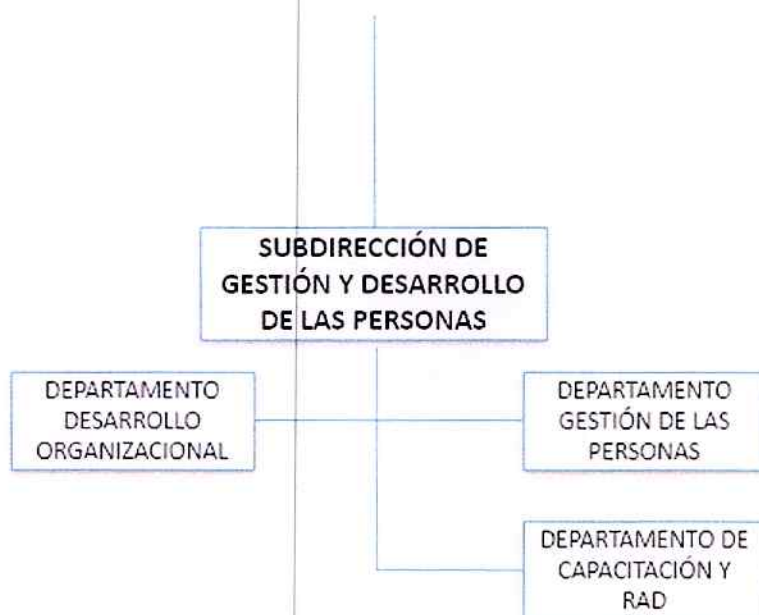 SUBDIRECCIÓN DE
GESTIÓN Y DESARROLLO
DE LAS PERSONAS
DEPARTAMENTO
DESARROLLO
ORGANIZACIONAL
DEPARTAMENTO
GESTIÓN DE LAS
PERSONAS
DEPARTAMENTO DE
CAPACITACIÓN Y
RAD